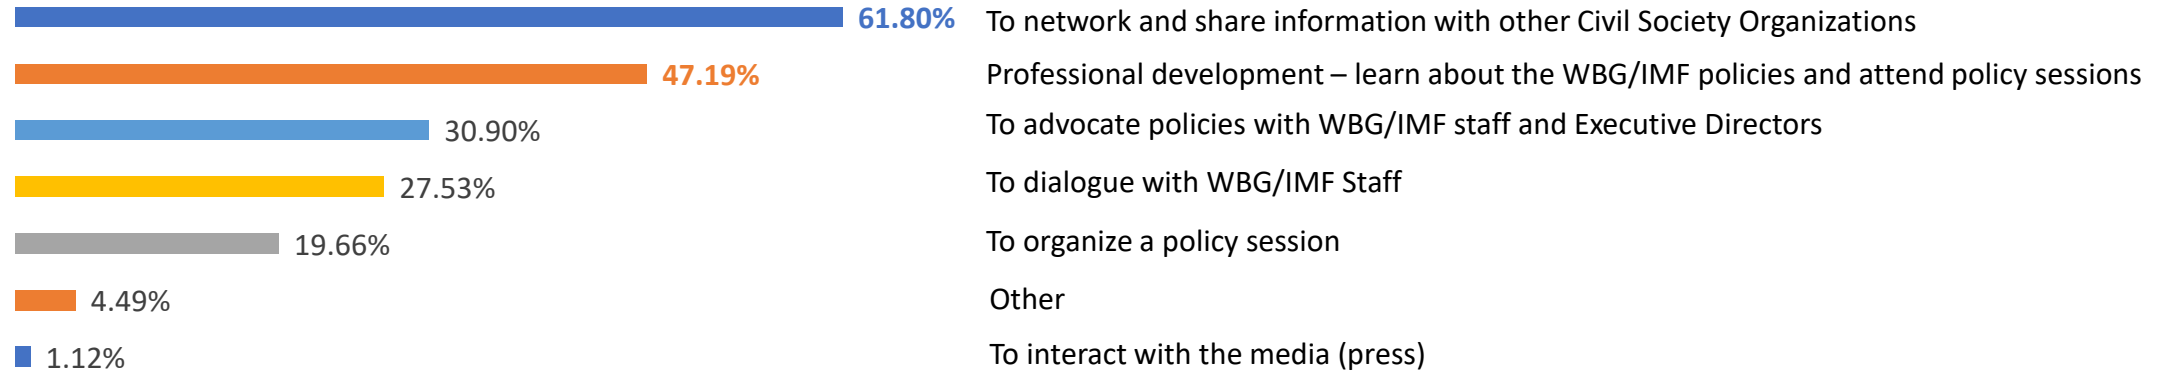 61.80% To network and share information with other Civil Society Organizations
47.19% Professional development – learn about the WBG/IMF policies and attend policy sessions
30.90% To advocate policies with WBG/IMF staff and Executive Directors
27.53% To dialogue with WBG/IMF Staff
19.66% To organize a policy session
4.49% Other
1.12% To interact with the media (press)